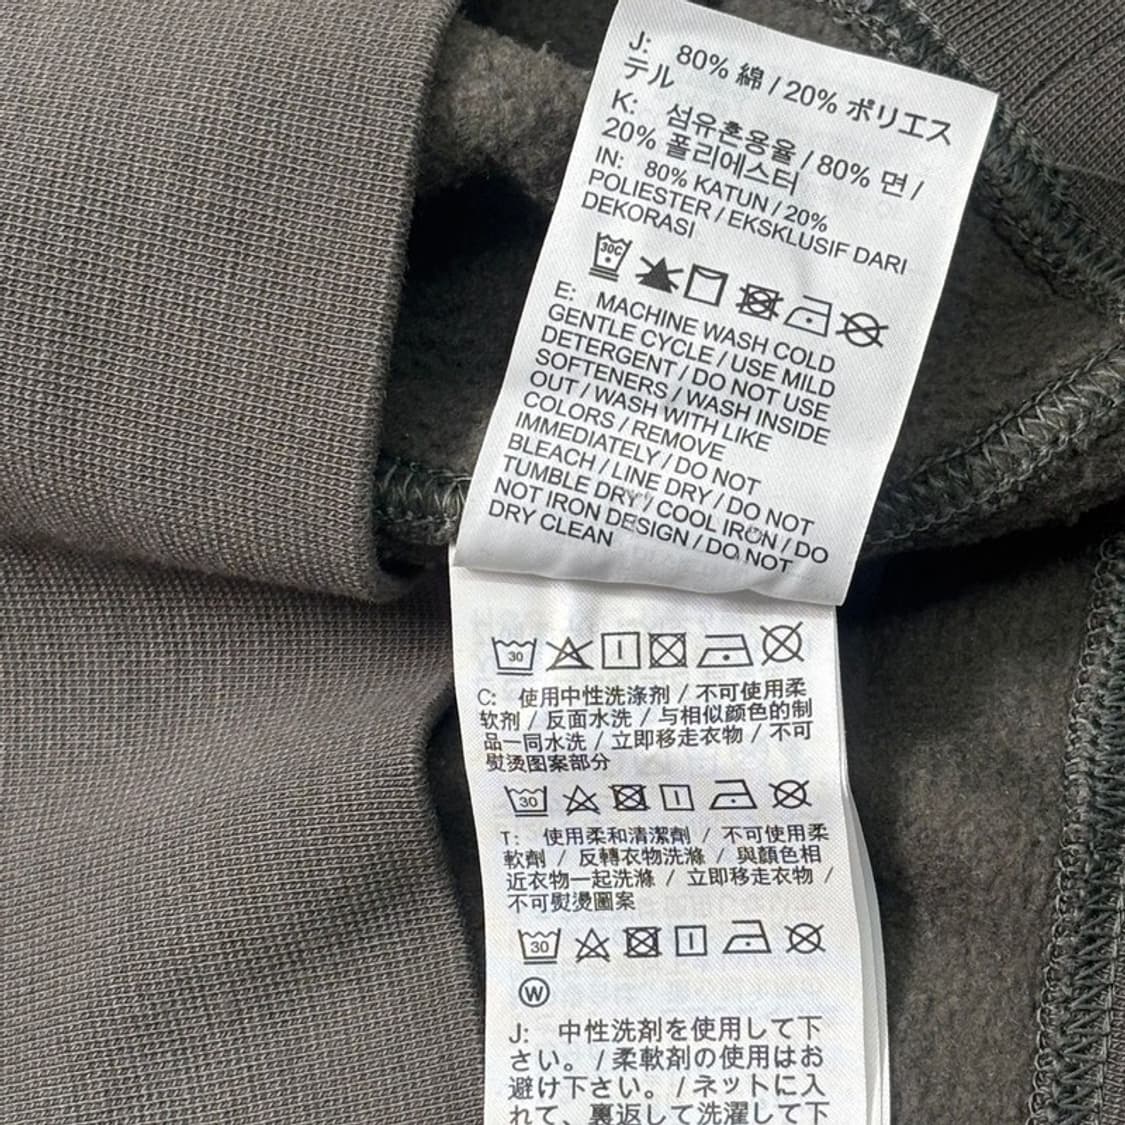 J: 80% 綿 / 20% ポリエス
テル
K: 섬유혼용율 / 80% 면 /
20% 폴리에스터
IN: 80% KATUN / 20%
POLIESTER / EKSKLUSIF DARI
DEKORASI
30C
E: MACHINE WASH COLD
GENTLE CYCLE / USE MILD
DETERGENT / DO NOT USE
SOFTENERS / WASH INSIDE
OUT / WASH WITH LIKE
COLORS / REMOVE
IMMEDIATELY / DO NOT
BLEACH / LINE DRY / DO NOT
TUMBLE DRY / COOL IRON / DO
NOT IRON DESIGN / DO NOT
DRY CLEAN
30
C: 使用中性洗涤剂 / 不可使用柔
软剂 / 反面水洗 / 与相似颜色的制
品一同水洗 / 立即移走衣物 / 不可
熨烫图案部分
30
T: 使用柔和清潔劑 / 不可使用柔
軟劑 / 反轉衣物洗滌 / 與顏色相
近衣物一起洗滌 / 立即移走衣物 /
不可熨燙圖案
30
W
J: 中性洗剤を使用して下
さい。/ 柔軟剤の使用はお
避け下さい。/ ネットに入
れて、裏返して洗濯して下